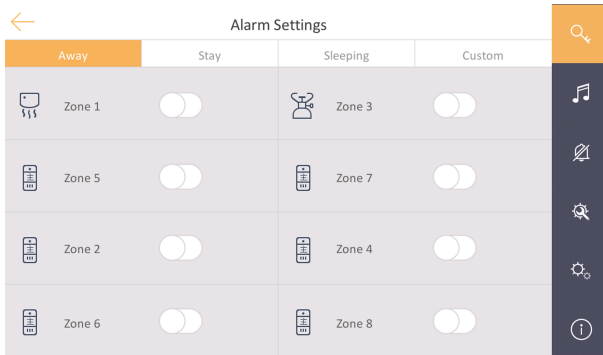 Alarm Settings
Away Stay Sleeping Custom
Zone 1 Zone 3
Zone 5 Zone 7
Zone 2 Zone 4
Zone 6 Zone 8